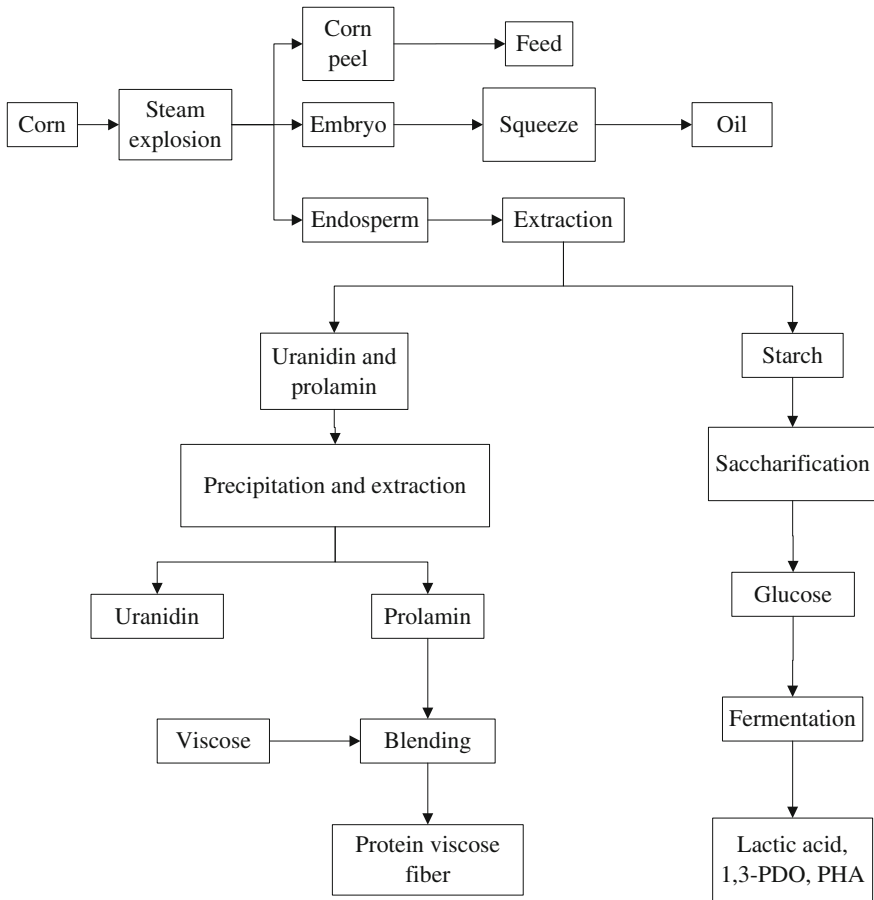 Corn
peel
Feed
Corn
Steam
explosion
Embryo
Squeeze
Oil
Endosperm
Extraction
Uranidin and
prolamin
Starch
Precipitation and extraction
Saccharification
Uranidin
Prolamin
Glucose
Viscose
Blending
Fermentation
Protein viscose
fiber
Lactic acid,
1,3-PDO, PHA